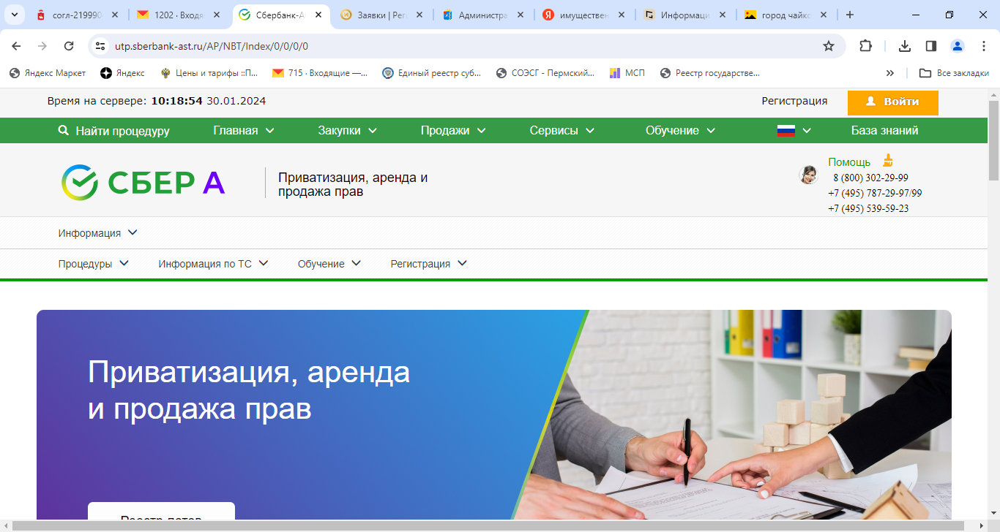 согл-219990
1202 · Входя
Сбербанк-А
Заявки | Рег
Администра
имуществен
Информаци
город чайко
utp.sberbank-ast.ru/AP/NBT/Index/0/0/0/0
Яндекс Маркет
Яндекс
Цены и тарифы ::П...
715 · Входящие —...
Единый реестр суб...
СОЭСГ - Пермский...
МСП
Реестр государстве...
Все закладки
Время на сервере: 10:18:54 30.01.2024
Регистрация
Войти
Найти процедуру
Главная
Закупки
Продажи
Сервисы
Обучение
База знаний
СБЕР А
Приватизация, аренда и
продажа прав
Помощь
8 (800) 302-29-99
+7 (495) 787-29-97/99
+7 (495) 539-59-23
Информация
Процедуры
Информация по ТС
Обучение
Регистрация
Приватизация, аренда
и продажа прав
Реестр лотов